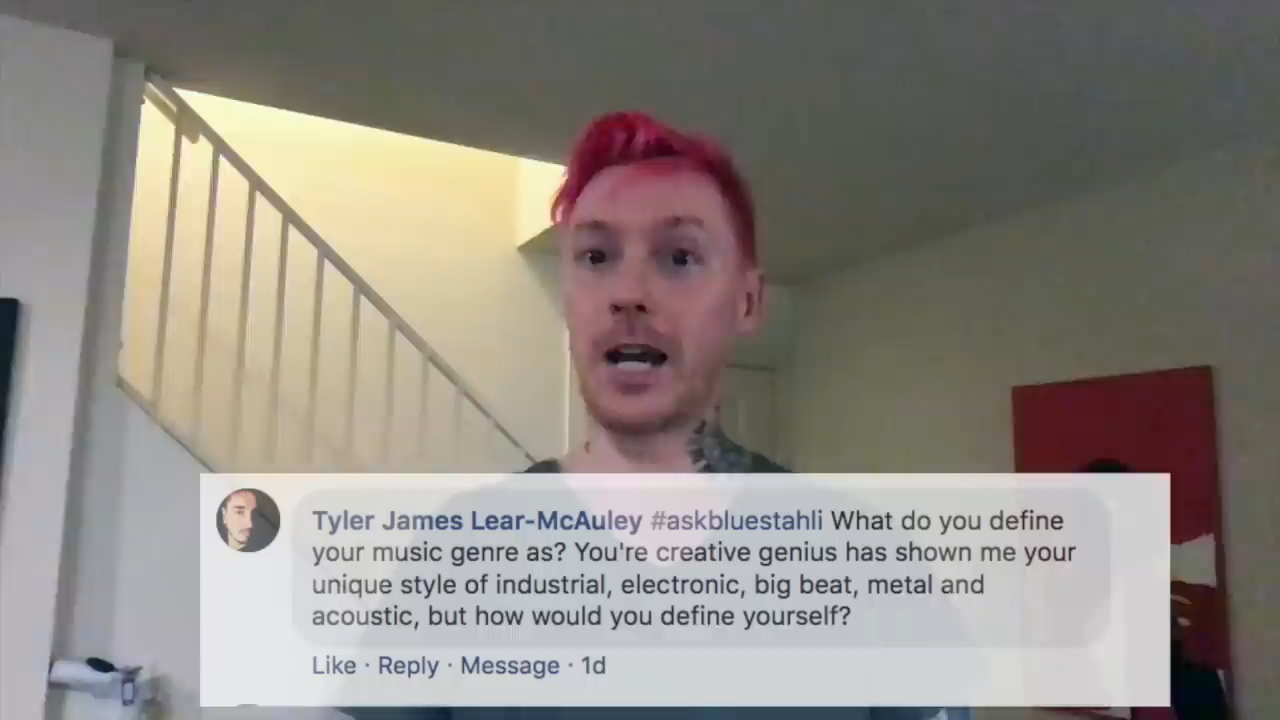 Tyler James Lear-McAuley #askbluestahli What do you define
your music genre as? You're creative genius has shown me your
unique style of industrial, electronic, big beat, metal and
acoustic, but how would you define yourself?
Like · Reply · Message · 1d